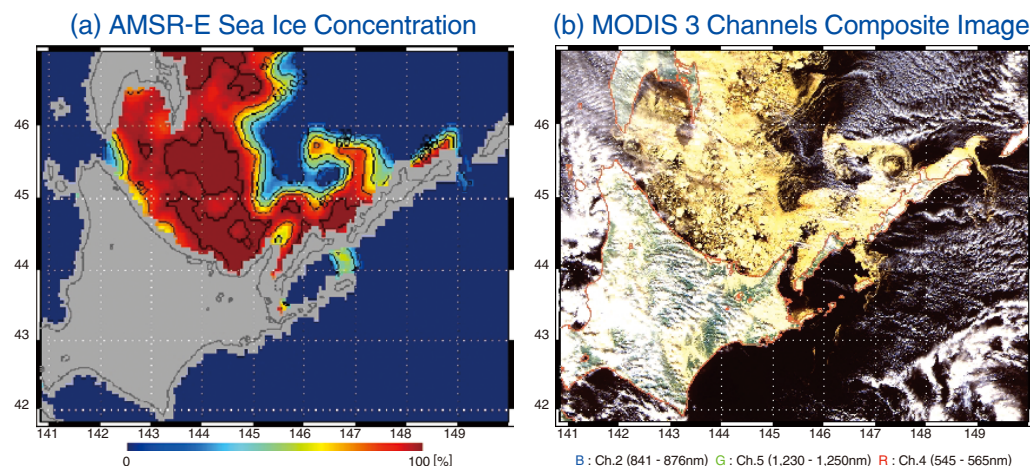 (a) AMSR-E Sea Ice Concentration
(b) MODIS 3 Channels Composite Image
46
45
44
43
42
141 142 143 144 145 146 147 148 149
0 100 [%]
46
45
44
43
42
141 142 143 144 145 146 147 148 149
B : Ch.2 (841 - 876nm) G : Ch.5 (1,230 - 1,250nm) R : Ch.4 (545 - 565nm)